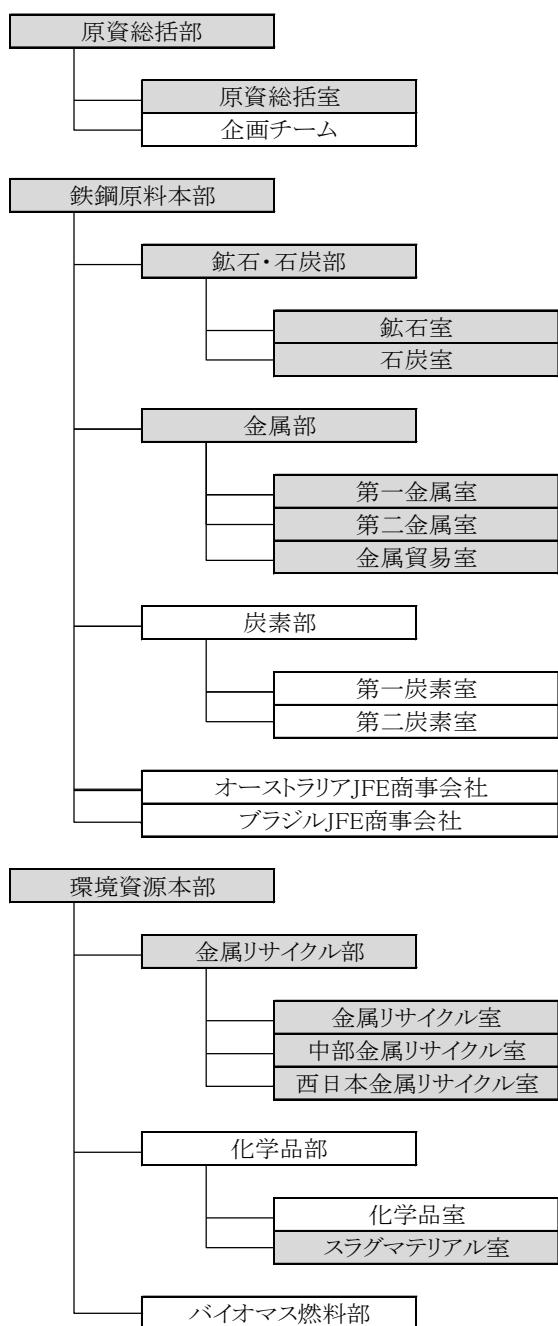 原資総括部
原資総括室
企画チーム
鉄鋼原料本部
鉱石・石炭部
鉱石室
石炭室
金属部
第一金属室
第二金属室
金属貿易室
炭素部
第一炭素室
第二炭素室
オーストラリアJFE商事会社
ブラジルJFE商事会社
環境資源本部
金属リサイクル部
金属リサイクル室
中部金属リサイクル室
西日本金属リサイクル室
化学品部
化学品室
スラグマテリアル室
バイオマス燃料部